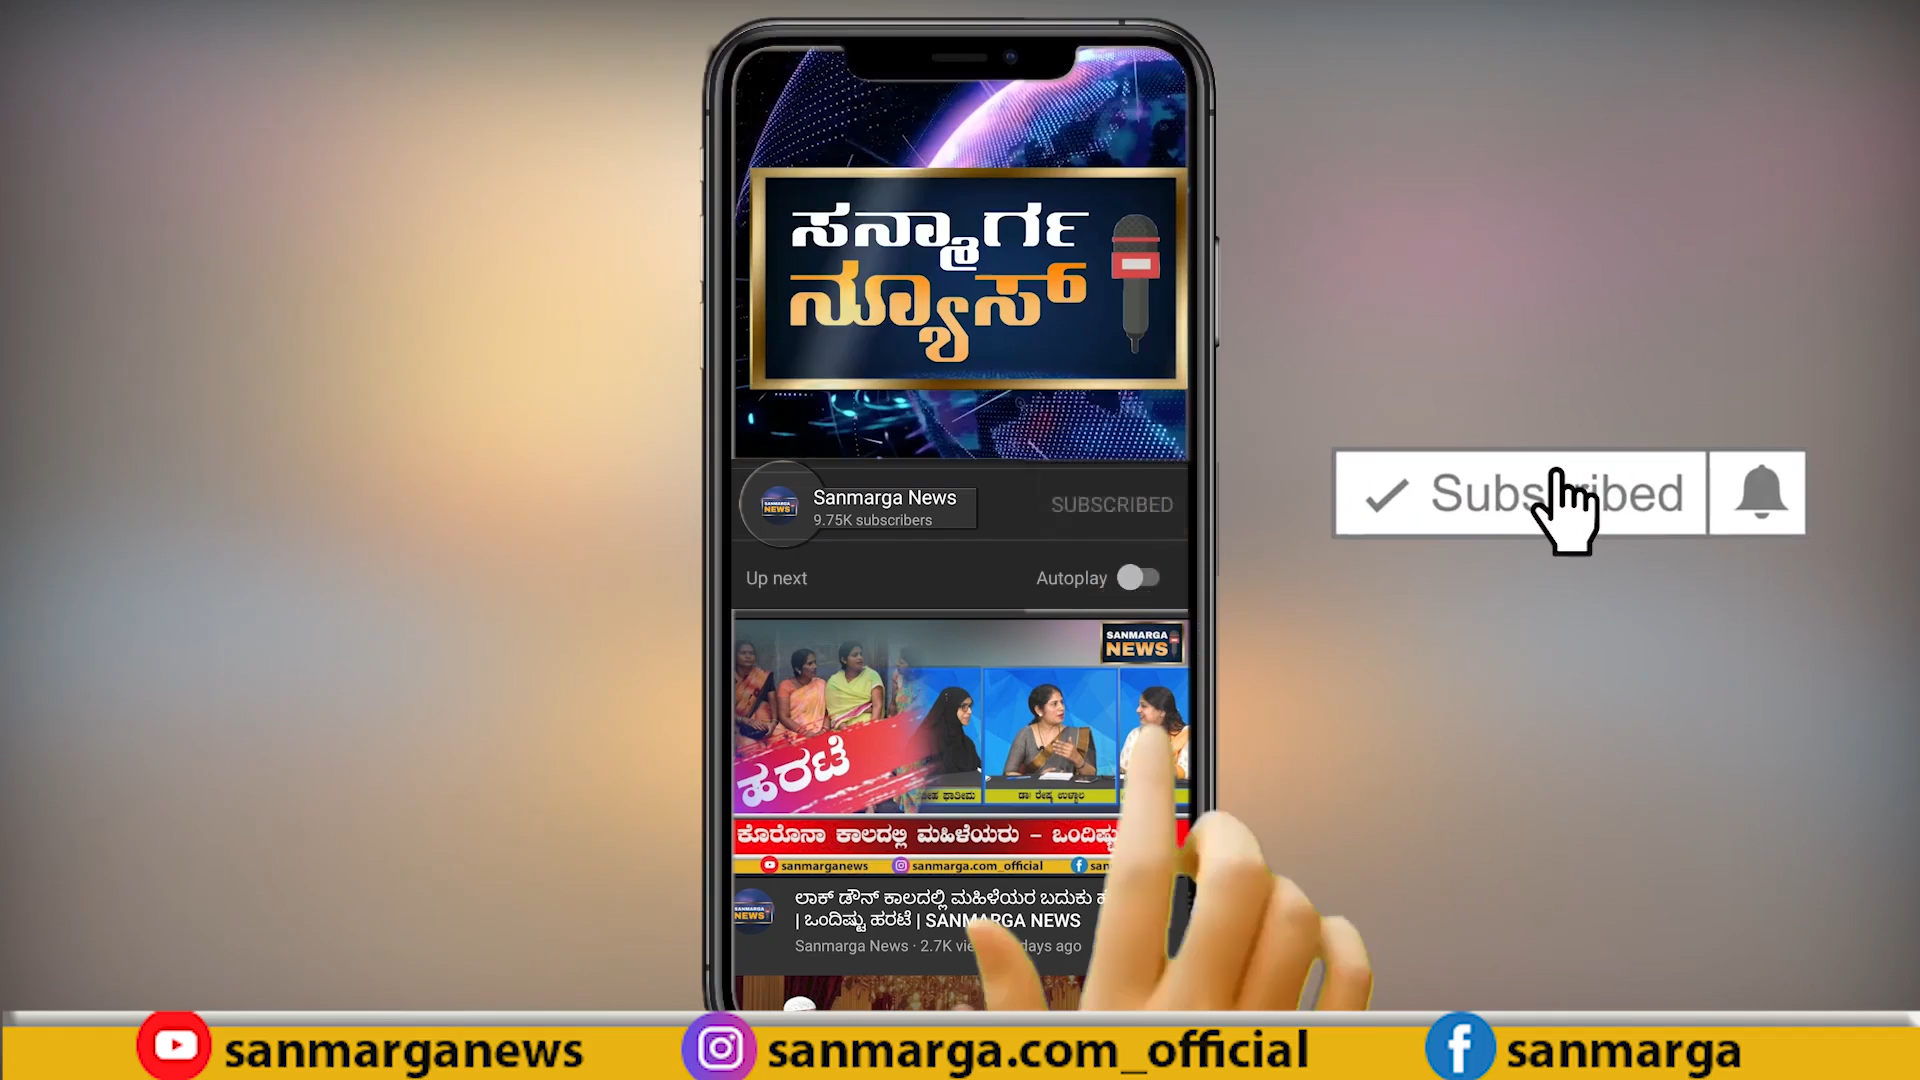 ಸನ್ಮಾರ್ಗ
ನ್ಯೂಸ್
Sanmarga News
9.75K subscribers
SUBSCRIBED
Subscribed
Up next
Autoplay
SANMARGA
NEWS
ಹರಟೆ
ಫಾತೀಮ
ಡಾ: ರೇಷ್ಮ ಉಳ್ಳಾಲ
ಕೊರೊನಾ ಕಾಲದಲ್ಲಿ ಮಹಿಳೆಯರು – ಒಂದಿಷ್ಟು
sanmarganews
sanmarga.com_official
ಲಾಕ್ ಡೌನ್ ಕಾಲದಲ್ಲಿ ಮಹಿಳೆಯರ ಬದುಕು
| ಒಂದಿಷ್ಟು ಹರಟೆ | SANMARGA NEWS
Sanmarga News · 2.7K days ago
sanmarganews
sanmarga.com_official
sanmarga